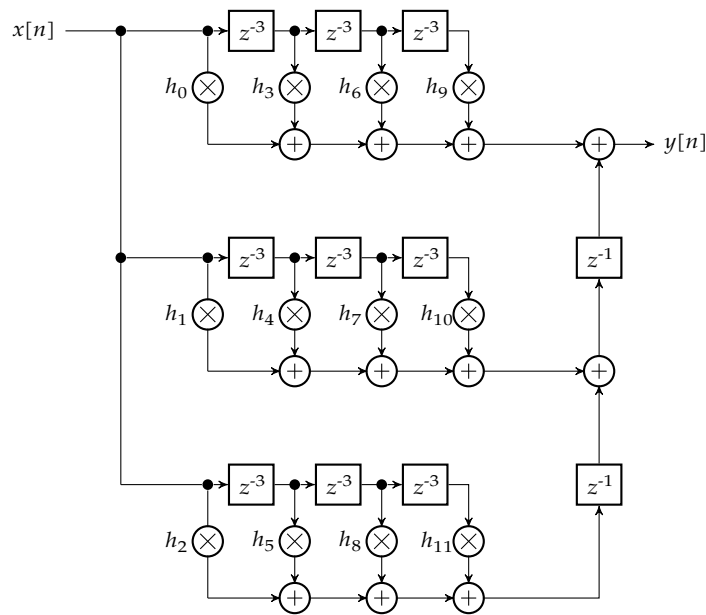 x[n] z⁻³ z⁻³ z⁻³
h₀ × h₃ × h₆ × h₉ ×
+ + + + y[n]
z⁻³ z⁻³ z⁻³ z⁻¹
h₁ × h₄ × h₇ × h₁₀ ×
+ + + +
z⁻³ z⁻³ z⁻³ z⁻¹
h₂ × h₅ × h₈ × h₁₁ ×
+ + +